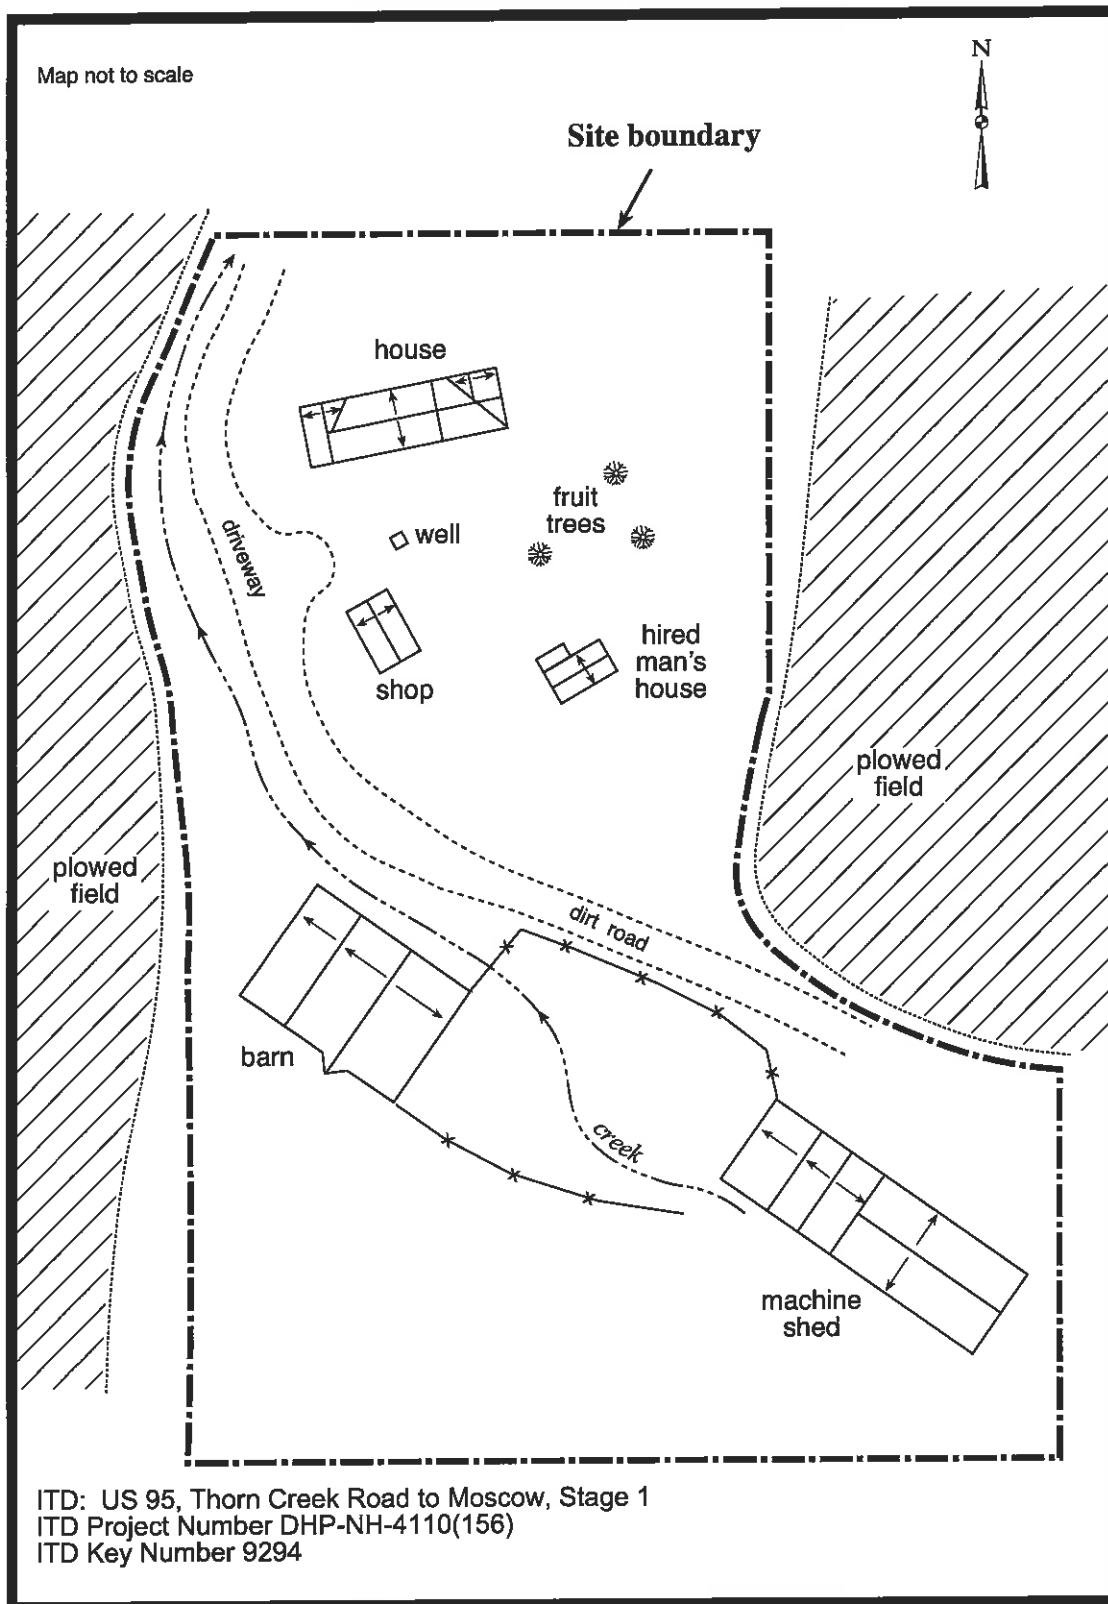 Map not to scale
N
Site boundary
house
fruit
trees
well
driveway
hired
man's
house
shop
plowed
field
plowed
field
dirt road
barn
creek
machine
shed
ITD: US 95, Thorn Creek Road to Moscow, Stage 1
ITD Project Number DHP-NH-4110(156)
ITD Key Number 9294